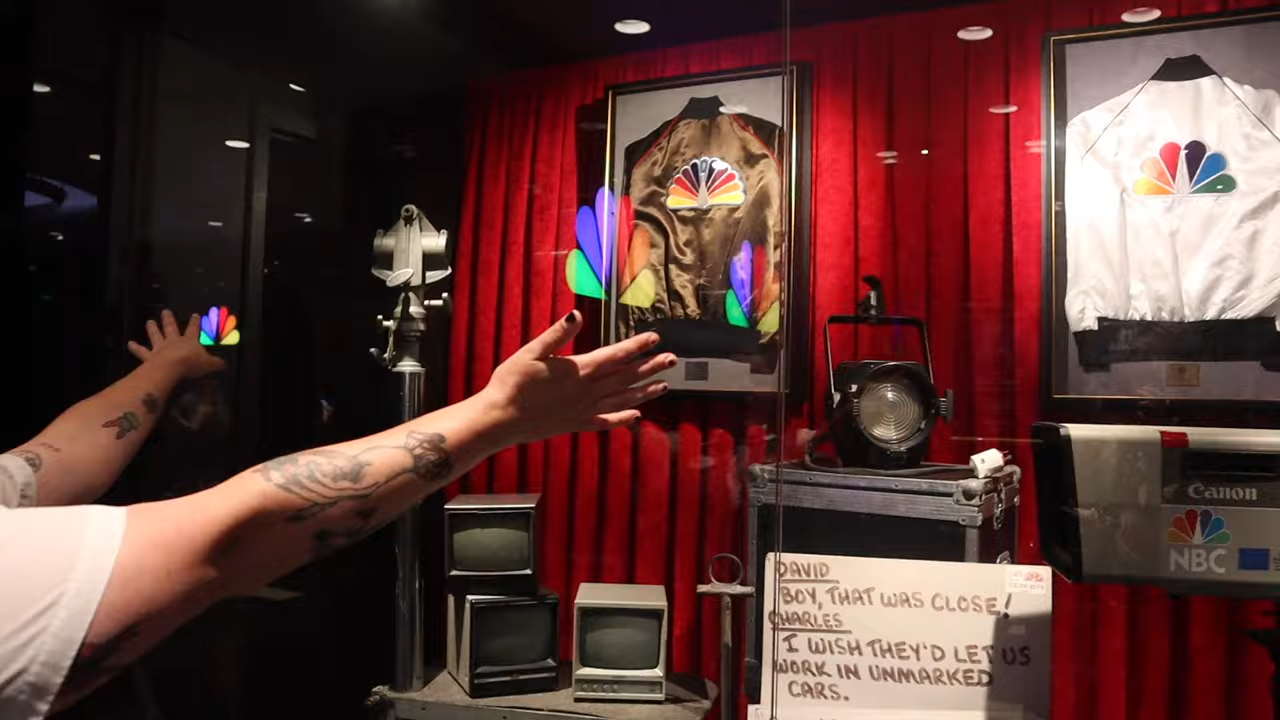 Canon
NBC
DAVID
BOY, THAT WAS CLOSE!
CHARLES
I WISH THEY'D LET US
WORK IN UNMARKED
CARS.